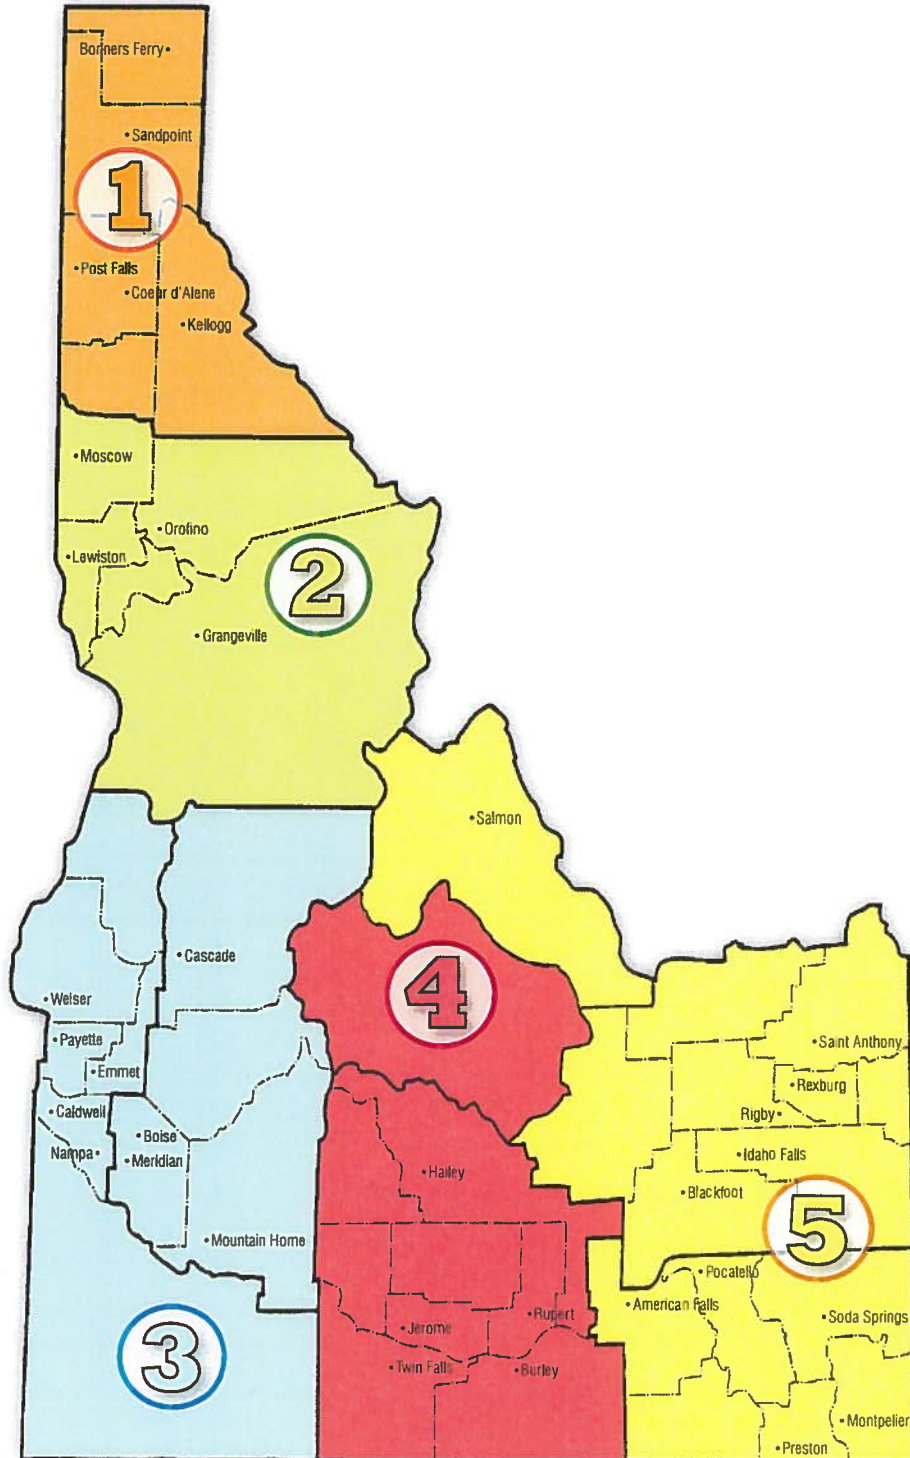 Bonners Ferry
Sandpoint
1
Post Falls
Coeur d'Alene
Kellogg
Moscow
Orofino
Lewiston
2
Grangeville
Salmon
Cascade
4
Weiser
Payette
Saint Anthony
Emmet
Rexburg
Caldwell
Rigby
Boise
Nampa
Meridian
Idaho Falls
Hailey
Blackfoot
5
Mountain Home
Pocatello
American Falls
Rupert
Soda Springs
Jerome
3
Twin Falls
Burley
Montpelier
Preston